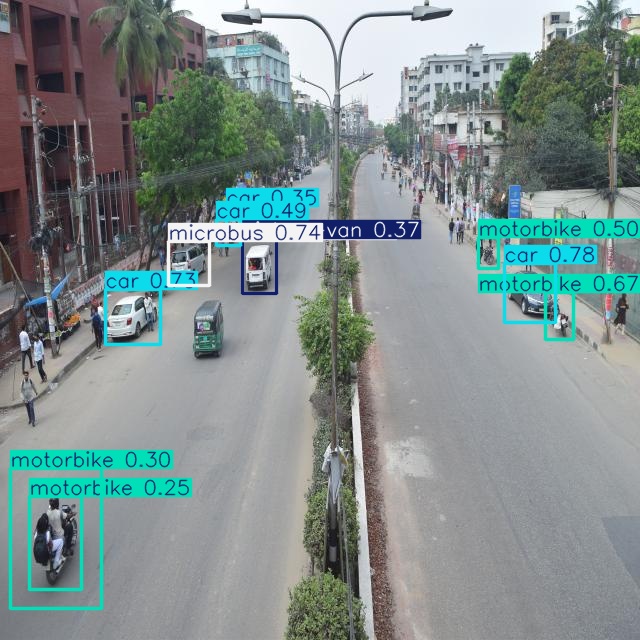 car 0.35
car 0.49
microbus 0.74
van 0.37
motorbike 0.50
car 0.78
car 0.73
motorbike 0.67
motorbike 0.30
motorbike 0.25